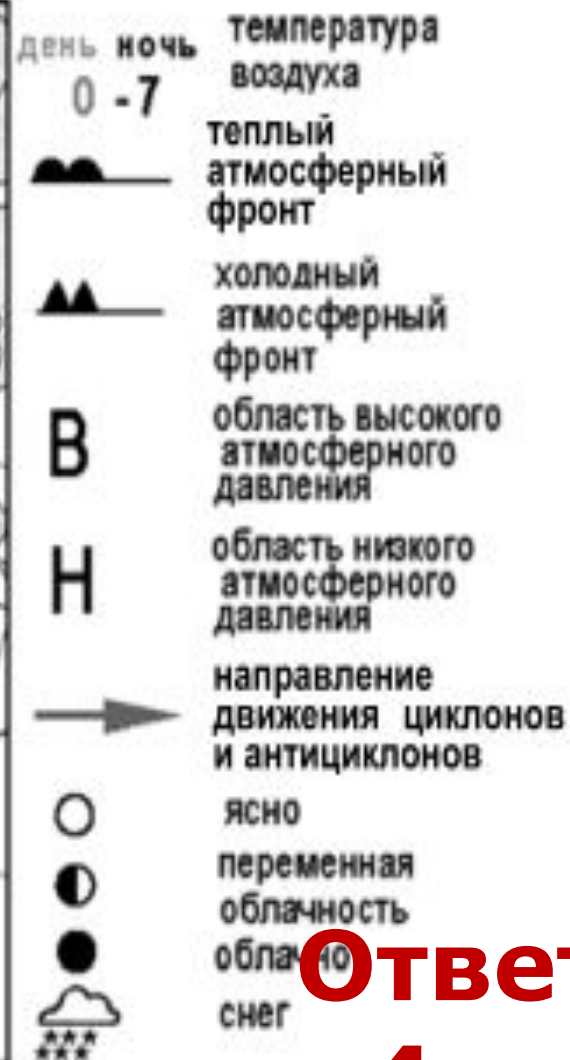 день ночь температура
0 -7 воздуха
теплый
атмосферный
фронт
холодный
атмосферный
фронт
В область высокого
атмосферного
давления
Н область низкого
атмосферного
давления
направление
движения циклонов
и антициклонов
ясно
переменная
облачность
облачно
Ответ
снег